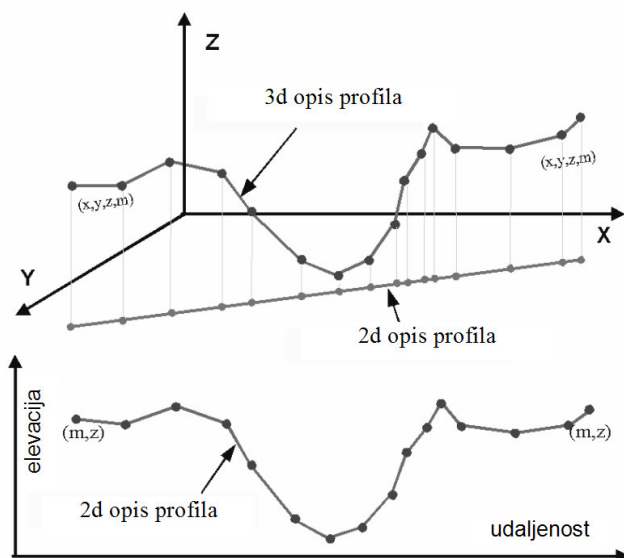 Z
3d opis profila
(x,y,z,m)
(x,y,z,m)
X
Y
2d opis profila
elevacija
(m,z)
(m,z)
2d opis profila
udaljenost